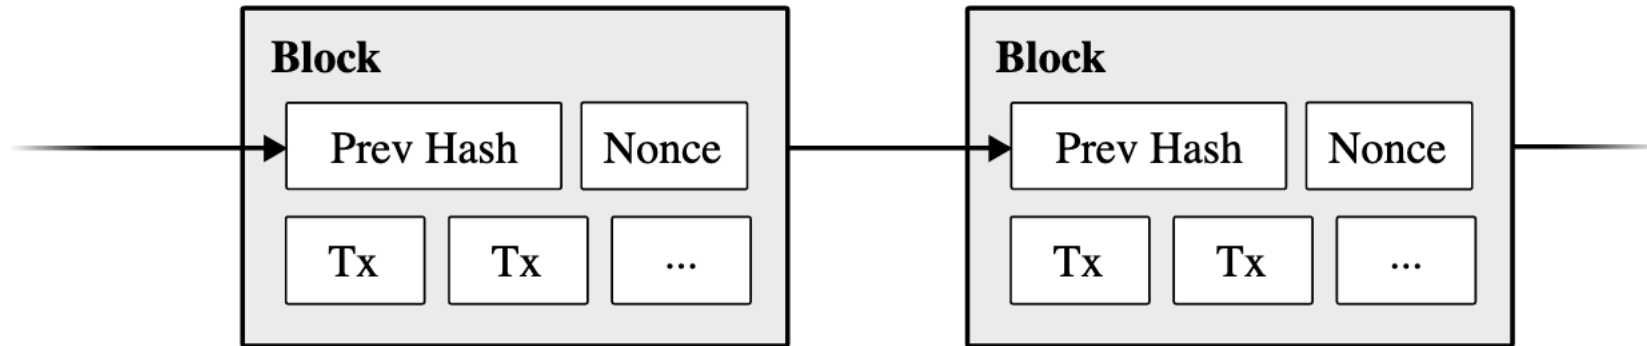 Block Block
Prev Hash Nonce Prev Hash Nonce
Tx Tx ... Tx Tx ...